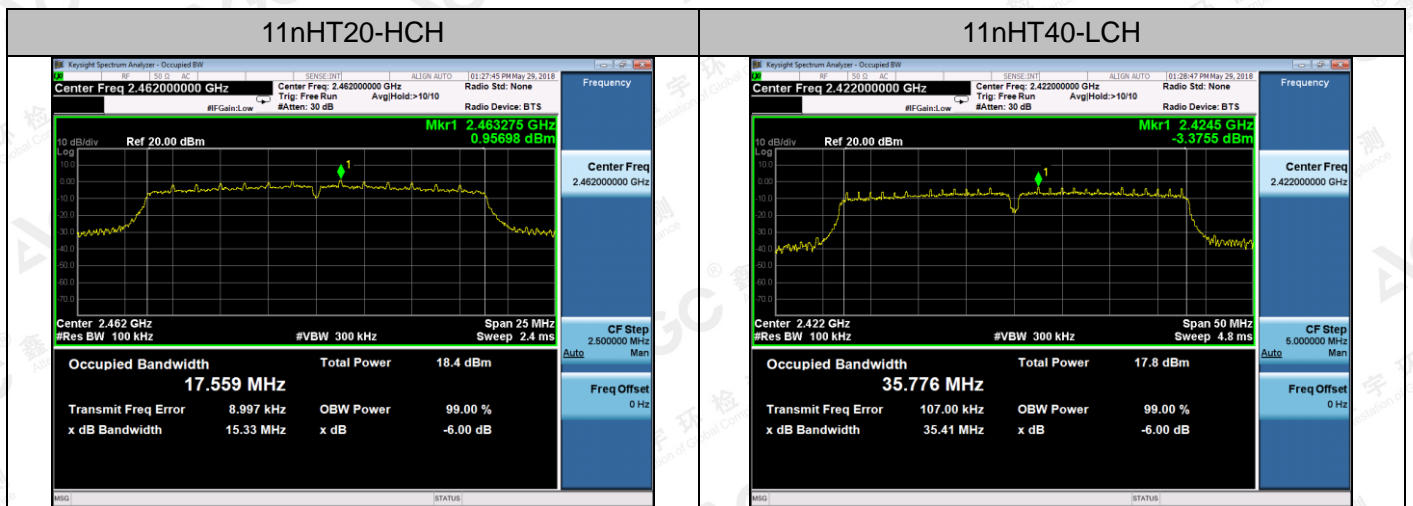 11nHT20-HCH
Keysight Spectrum Analyzer - Occupied BW
RF 50 Ω AC SENSE:INT ALIGN AUTO 01:27:45 PM May 29, 2018
Center Freq 2.462000000 GHz
Center Freq: 2.462000000 GHz
Radio Std: None
Trig: Free Run Avg|Hold:>10/10
#IFGain:Low #Atten: 30 dB Radio Device: BTS
Mkr1 2.463275 GHz
0.95698 dBm
10 dB/div Ref 20.00 dBm
Log
10.0
0.00
-10.0
-20.0
-30.0
-40.0
-50.0
-60.0
-70.0
Center 2.462 GHz Span 25 MHz
#Res BW 100 kHz #VBW 300 kHz Sweep 2.4 ms
Occupied Bandwidth Total Power 18.4 dBm
17.559 MHz
Transmit Freq Error 8.997 kHz OBW Power 99.00 %
x dB Bandwidth 15.33 MHz x dB -6.00 dB
MSG STATUS
Frequency
Center Freq
2.462000000 GHz
CF Step
2.500000 MHz
Auto Man
Freq Offset
0 Hz
11nHT40-LCH
Keysight Spectrum Analyzer - Occupied BW
RF 50 Ω AC SENSE:INT ALIGN AUTO 01:28:47 PM May 29, 2018
Center Freq 2.422000000 GHz
Center Freq: 2.422000000 GHz
Radio Std: None
Trig: Free Run Avg|Hold:>10/10
#IFGain:Low #Atten: 30 dB Radio Device: BTS
Mkr1 2.4245 GHz
-3.3755 dBm
10 dB/div Ref 20.00 dBm
Log
10.0
0.00
-10.0
-20.0
-30.0
-40.0
-50.0
-60.0
-70.0
Center 2.422 GHz Span 50 MHz
#Res BW 100 kHz #VBW 300 kHz Sweep 4.8 ms
Occupied Bandwidth Total Power 17.8 dBm
35.776 MHz
Transmit Freq Error 107.00 kHz OBW Power 99.00 %
x dB Bandwidth 35.41 MHz x dB -6.00 dB
MSG STATUS
Frequency
Center Freq
2.422000000 GHz
CF Step
5.000000 MHz
Auto Man
Freq Offset
0 Hz